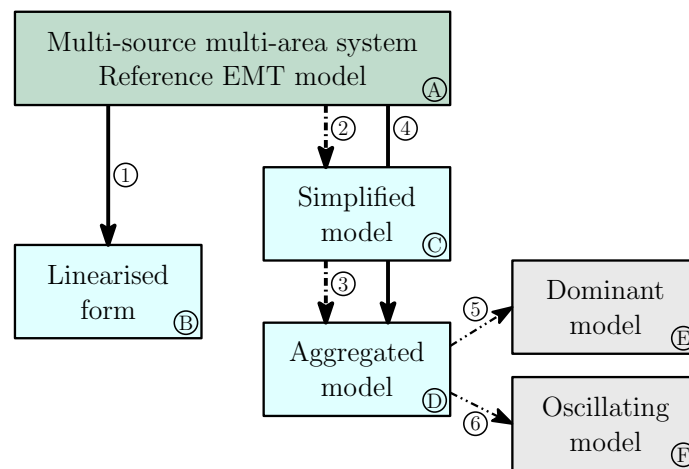 Multi-source multi-area system
Reference EMT model
A
1
2
4
Simplified
model
C
Linearised
form
B
3
Aggregated
model
D
5
6
Dominant
model
E
Oscillating
model
F